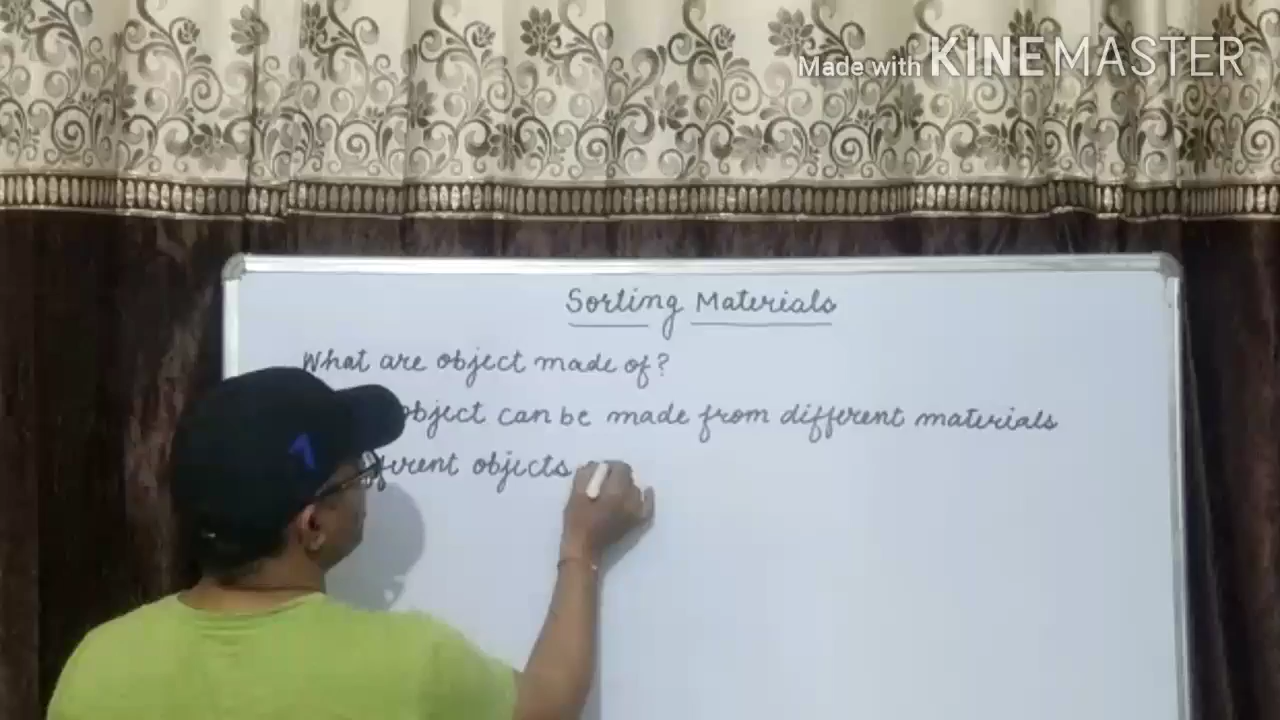 Made with KINEMASTER
Sorting Materials
What are object made of?
object can be made from different materials
objects